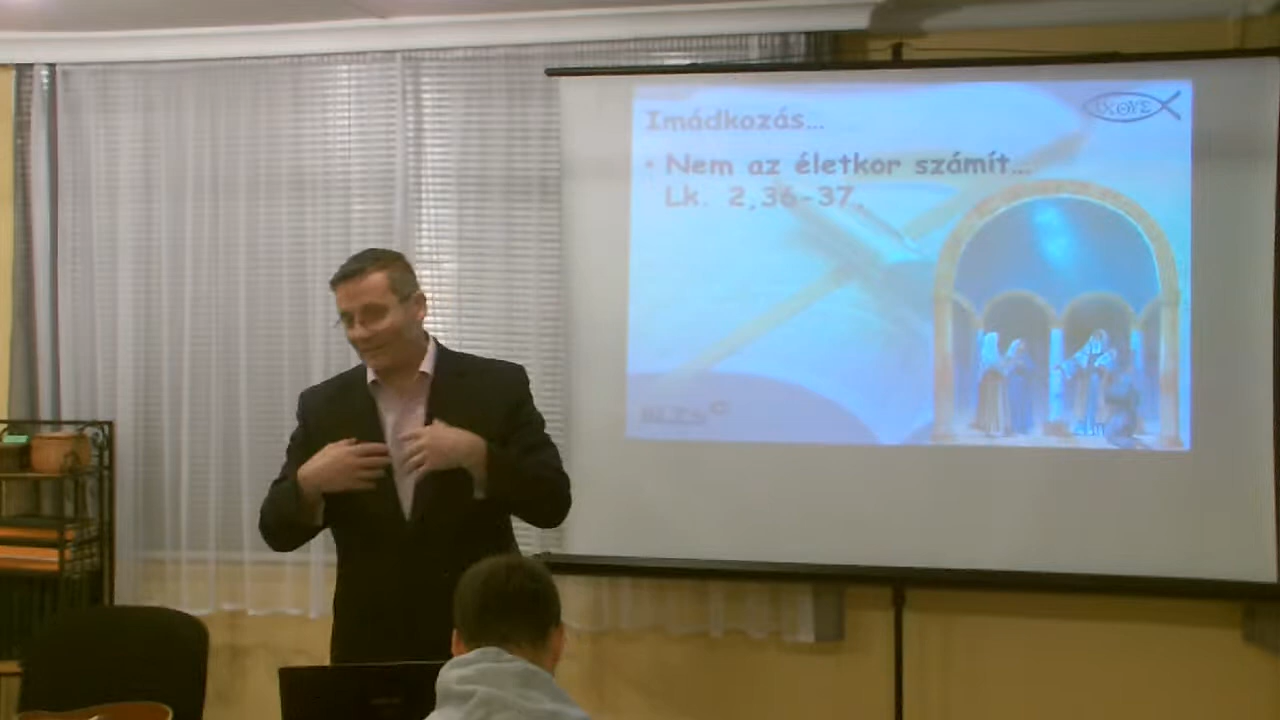 Imádkozás…
• Nem az életkor számít…
Lk. 2,36-37.
ΙΧΘΥΣ